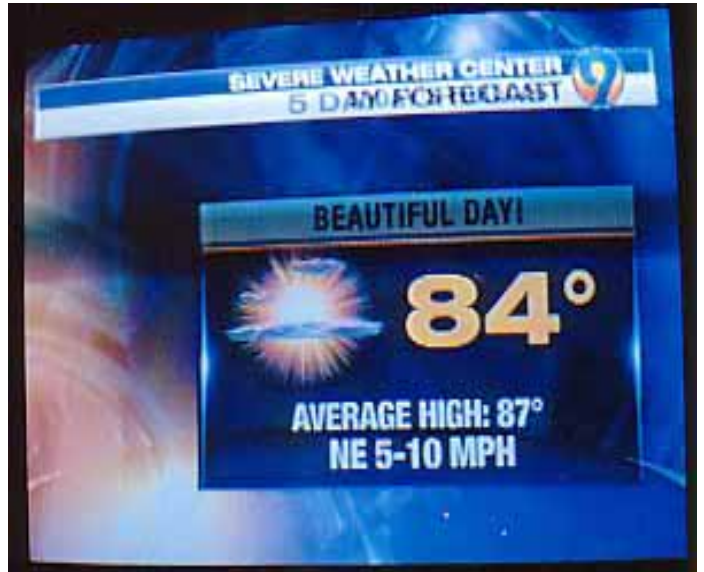 SEVERE WEATHER CENTER 9
BEAUTIFUL DAY!
84°
AVERAGE HIGH: 87°
NE 5-10 MPH